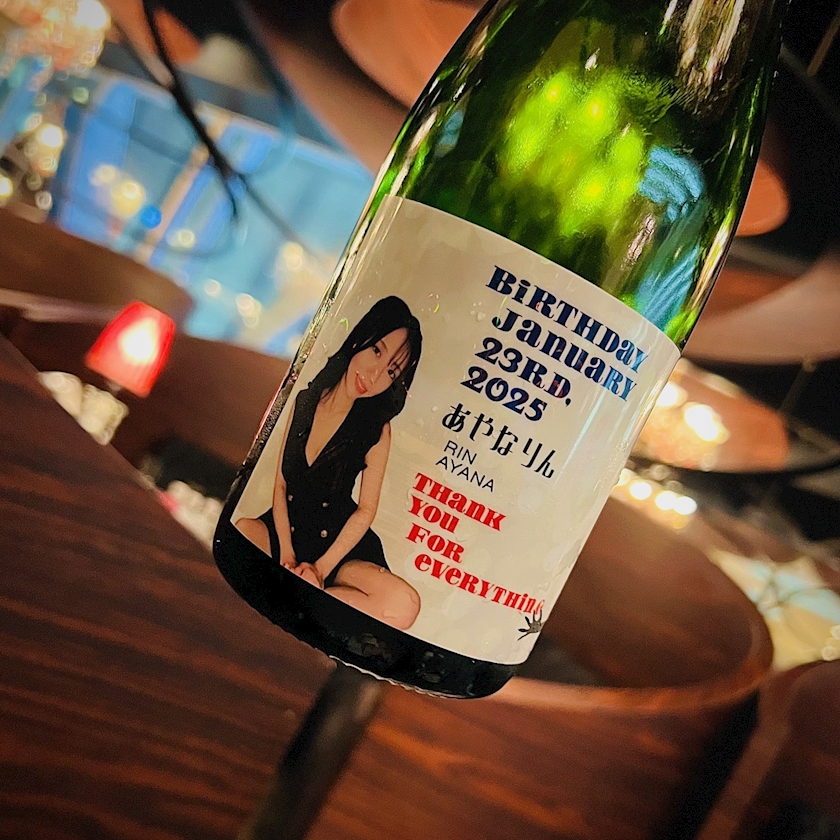 BiRTHDaY
January
23RD.
2025
あやなりん
RIN
AYANA
THank
YOU
FOR
eVeRYTHinG